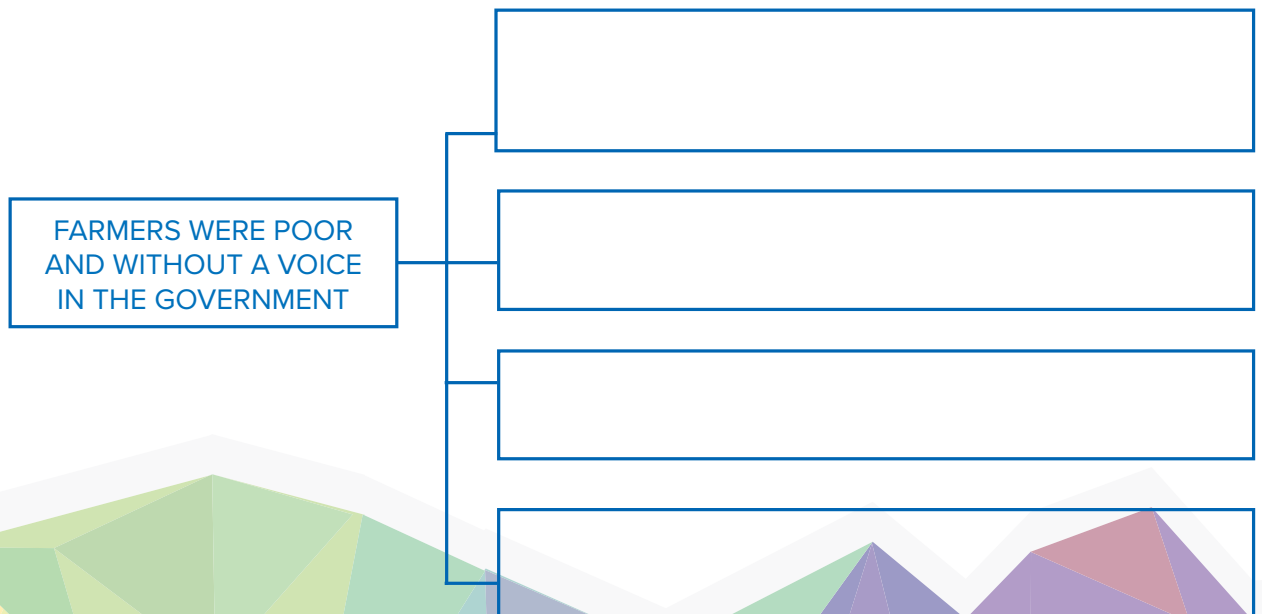 FARMERS WERE POOR
AND WITHOUT A VOICE
IN THE GOVERNMENT